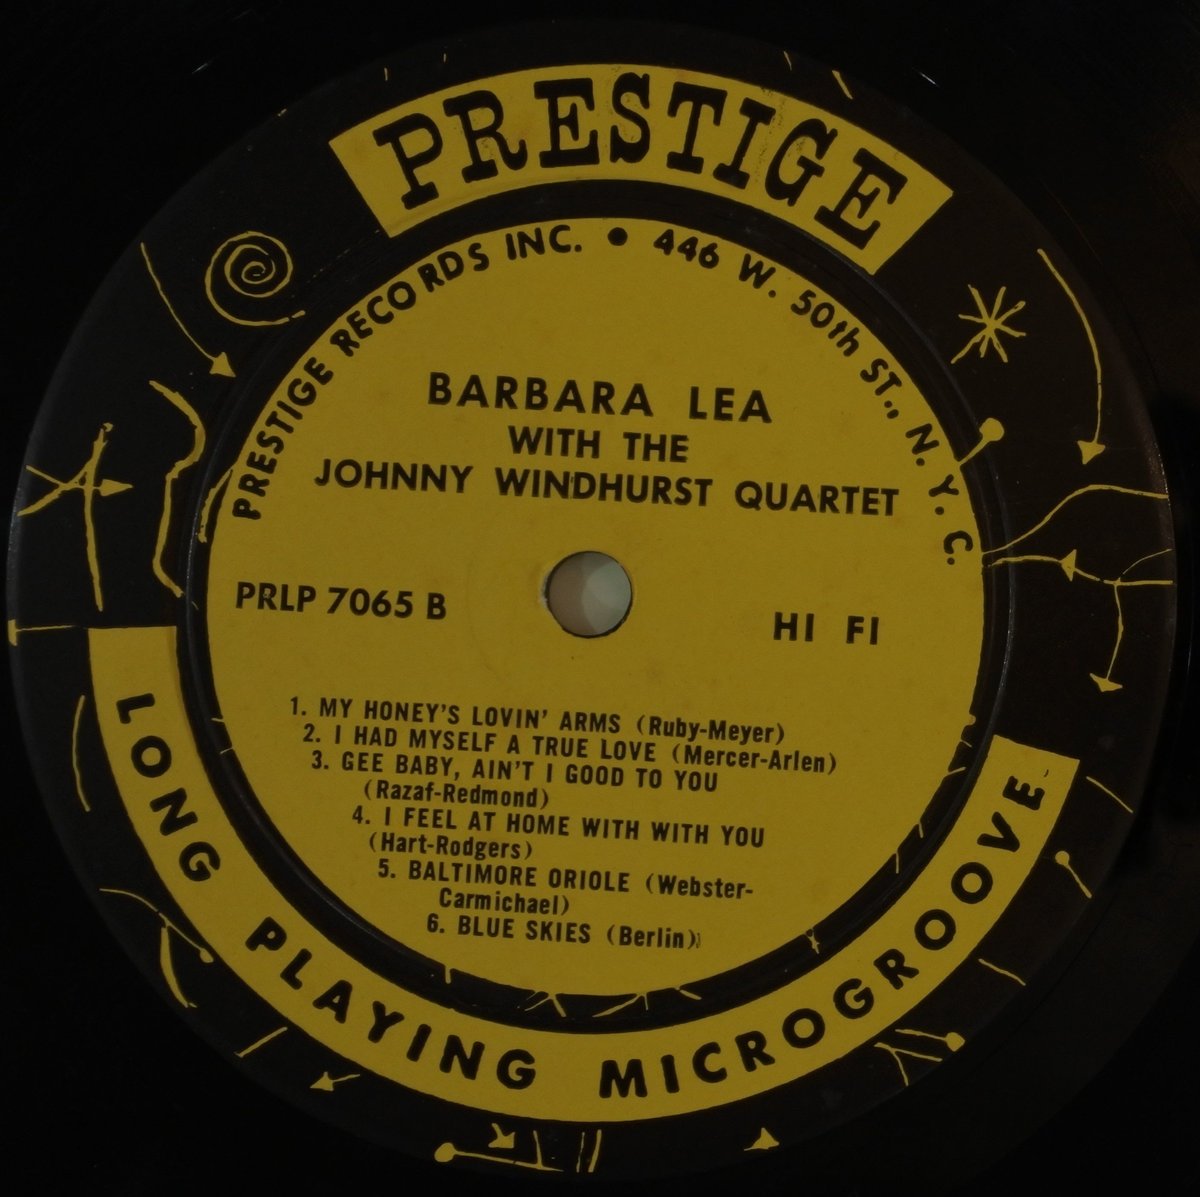 PRESTIGE
PRESTIGE RECORDS INC. • 446 W. 50th ST., N. Y. C.
BARBARA LEA
WITH THE
JOHNNY WINDHURST QUARTET
PRLP 7065 B
HI FI
1. MY HONEY'S LOVIN' ARMS (Ruby-Meyer)
2. I HAD MYSELF A TRUE LOVE (Mercer-Arlen)
3. GEE BABY, AIN'T I GOOD TO YOU
(Razaf-Redmond)
4. I FEEL AT HOME WITH WITH YOU
(Hart-Rodgers)
5. BALTIMORE ORIOLE (Webster-
Carmichael)
6. BLUE SKIES (Berlin)
LONG PLAYING MICROGROOVE